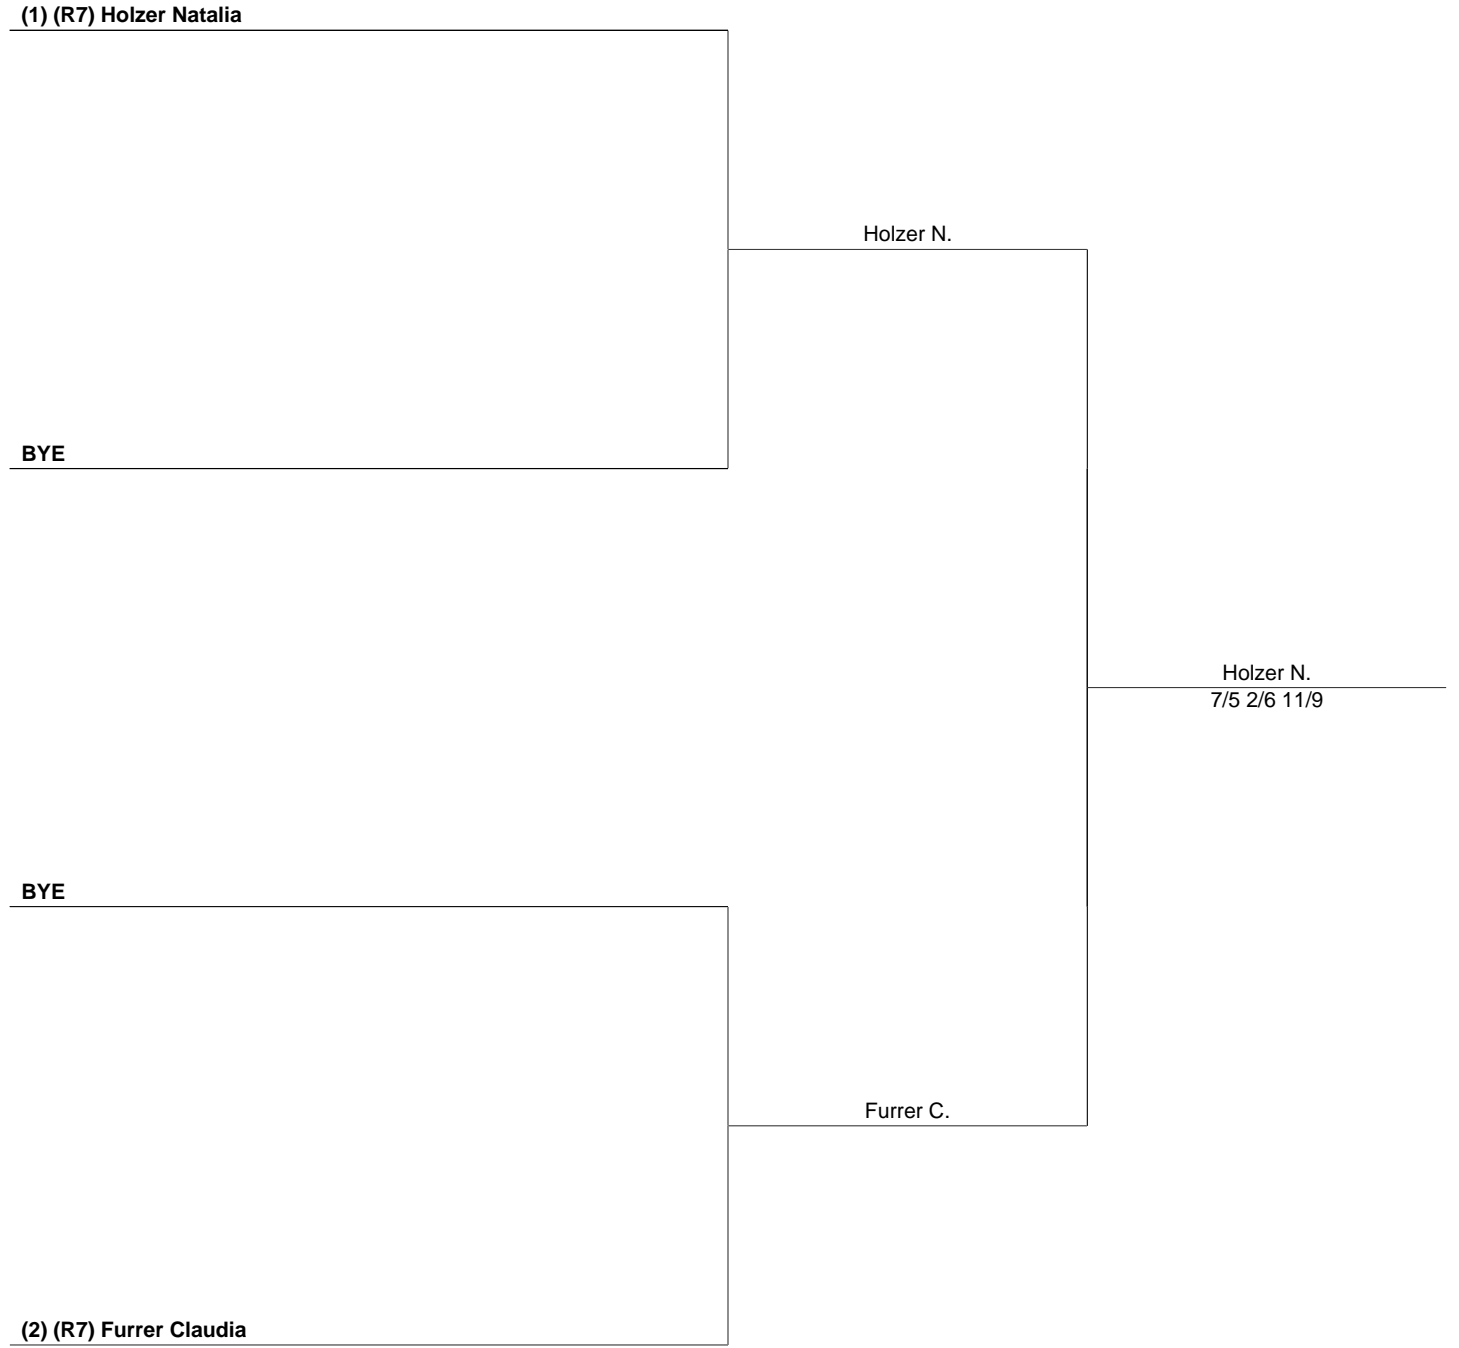 (1) (R7) Holzer Natalia
Holzer N.
BYE
Holzer N.
7/5 2/6 11/9
BYE
Furrer C.
(2) (R7) Furrer Claudia